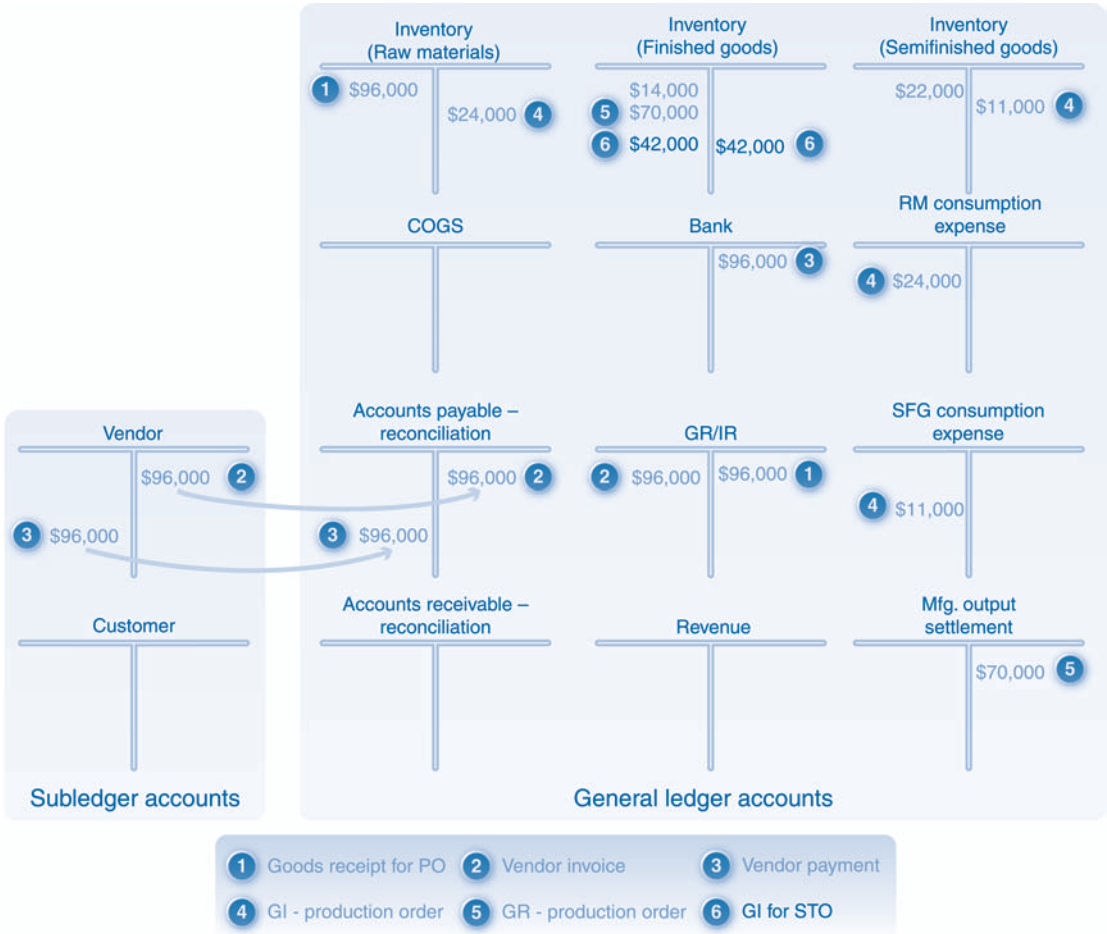 Inventory
(Raw materials)
Inventory
(Finished goods)
Inventory
(Semifinished goods)
1 $96,000
$24,000 4
$14,000
5 $70,000
6 $42,000 $42,000 6
$22,000
$11,000 4
COGS
Bank
$96,000 3
RM consumption
expense
4 $24,000
Vendor
$96,000 2
3 $96,000
Accounts payable –
reconciliation
$96,000 2
3 $96,000
GR/IR
2 $96,000 $96,000 1
SFG consumption
expense
4 $11,000
Customer
Accounts receivable –
reconciliation
Revenue
Mfg. output
settlement
$70,000 5
Subledger accounts
General ledger accounts
1 Goods receipt for PO 2 Vendor invoice 3 Vendor payment
4 GI - production order 5 GR - production order 6 GI for STO